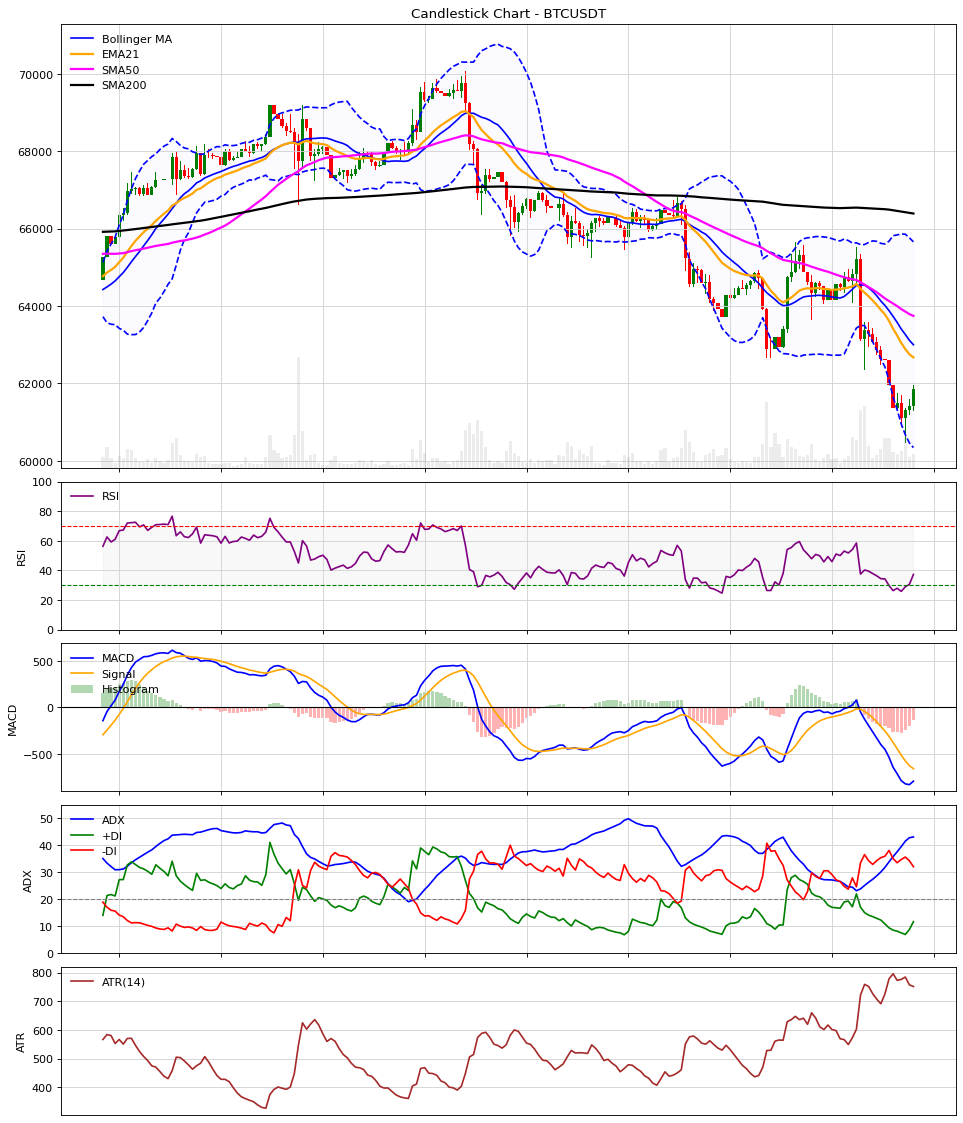 Candlestick Chart - BTCUSDT
Bollinger MA
EMA21
SMA50
SMA200
70000
68000
66000
64000
62000
60000
RSI
100
80
60
40
20
0
RSI
MACD
Signal
Histogram
500
0
−500
MACD
ADX
+DI
-DI
50
40
30
20
10
0
ADX
ATR(14)
800
700
600
500
400
ATR